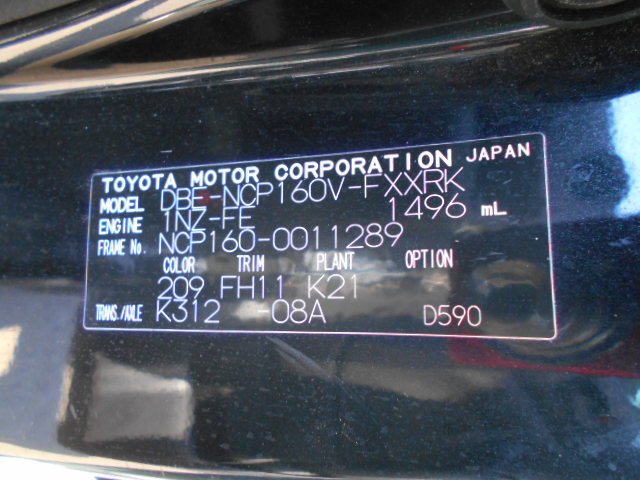 TOYOTA MOTOR CORPORATION JAPAN
MODEL DBE-NCP160V-FXXRK
ENGINE 1NZ-FE 1496 mL
FRAME No. NCP160-0011289
COLOR TRIM PLANT OPTION
209 FH11 K21
TRANS./AXLE K312 -08A D590